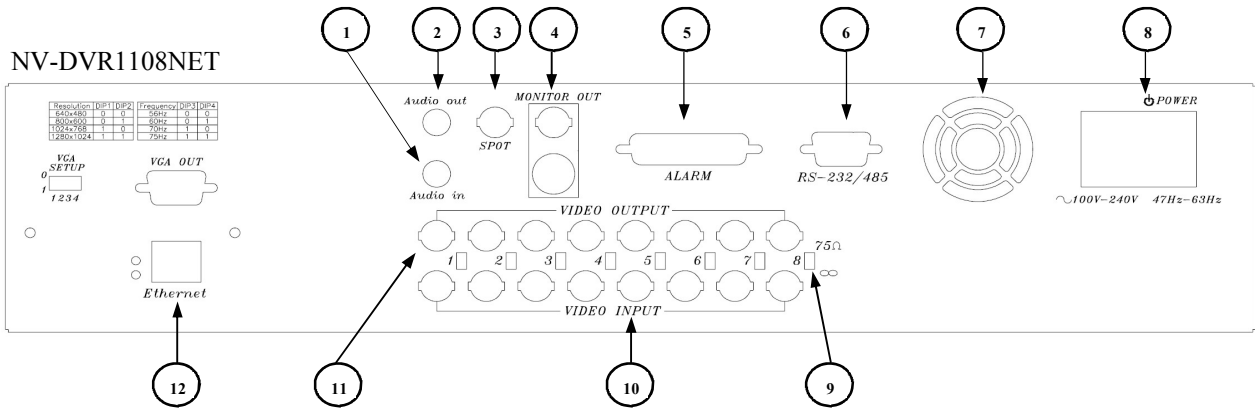 1 2 3 4 5 6 7 8
NV-DVR1108NET
Resolution DIP1 DIP2 Frequency DIP3 DIP4
640x480 0 0 56Hz 0 0
800x600 0 1 60Hz 0 1
1024x768 1 0 70Hz 1 0
1280x1024 1 1 75Hz 1 1
VGA
SETUP
0
1
1234
VGA OUT
Audio out
Audio in
SPOT
MONITOR OUT
ALARM
RS-232/485
POWER
~100V-240V 47Hz-63Hz
VIDEO OUTPUT
75Ω
1 2 3 4 5 6 7 8
∞
VIDEO INPUT
Ethernet
12 11 10 9